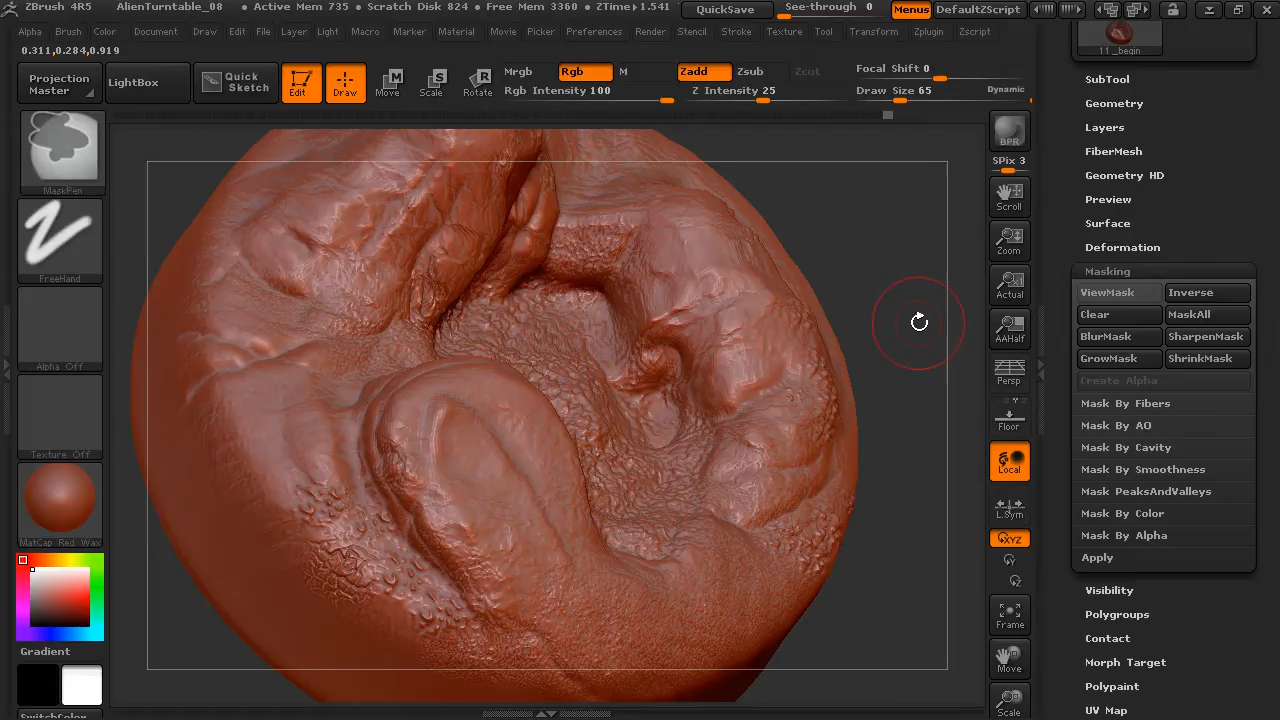 ZBrush 4R5 AlienTurntable_08 • Active Mem 735 • Scratch Disk 824 • Free Mem 3360 • ZTime▸1.541 QuickSave See-through 0 Menus DefaultZScript
Alpha Brush Color Document Draw Edit File Layer Light Macro Marker Material Movie Picker Preferences Render Stencil Stroke Texture Tool Transform Zplugin Zscript
0.311,0.284,0.919
11_begin
Projection Master
LightBox
Quick Sketch
Edit
Draw
Move
Scale
Rotate
Mrgb Rgb M
Rgb Intensity 100
Zadd Zsub Zcut
Z Intensity 25
Focal Shift 0
Draw Size 65
Dynamic
MaskPen
FreeHand
Alpha Off
Texture Off
MatCap Red Wax
Gradient
SwitchColor
BPR
SPix 3
Scroll
Zoom
Actual
AAHalf
Persp
Floor
Local
L.Sym
XYZ
Y
Z
Frame
Move
Scale
SubTool
Geometry
Layers
FiberMesh
Geometry HD
Preview
Surface
Deformation
Masking
ViewMask Inverse
Clear MaskAll
BlurMask SharpenMask
GrowMask ShrinkMask
Create Alpha
Mask By Fibers
Mask By AO
Mask By Cavity
Mask By Smoothness
Mask PeaksAndValleys
Mask By Color
Mask By Alpha
Apply
Visibility
Polygroups
Contact
Morph Target
Polypaint
UV Map